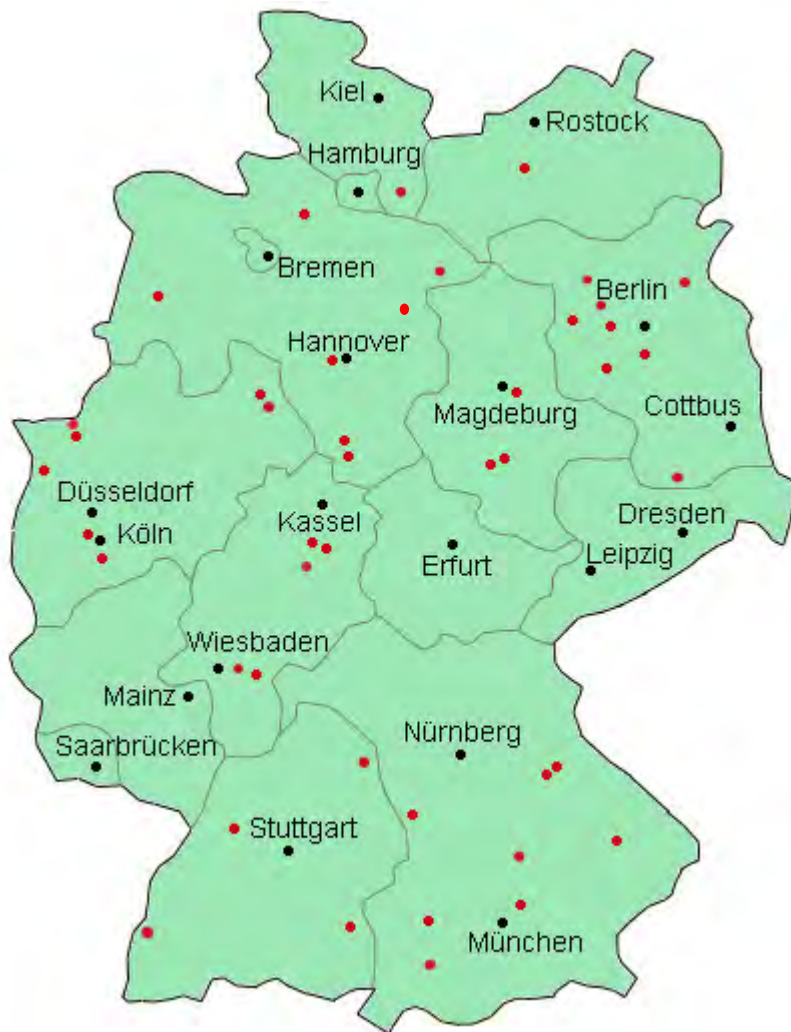 Kiel
Rostock
Hamburg
Bremen
Berlin
Hannover
Magdeburg
Cottbus
Düsseldorf
Kassel
Dresden
Köln
Erfurt
Leipzig
Wiesbaden
Mainz
Nürnberg
Saarbrücken
Stuttgart
München